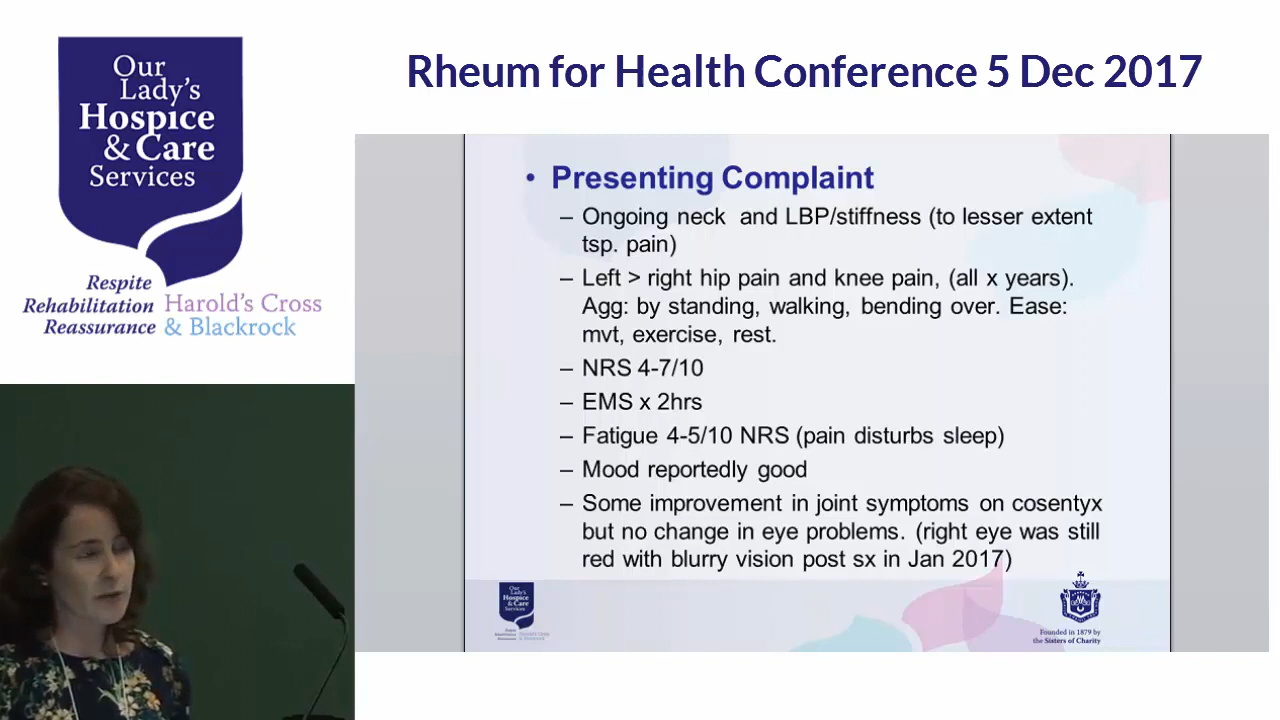 Our
Lady's
Hospice
& Care
Services
Respite
Rehabilitation
Reassurance
Harold's Cross
& Blackrock
Rheum for Health Conference 5 Dec 2017
• Presenting Complaint
– Ongoing neck and LBP/stiffness (to lesser extent
tsp. pain)
– Left > right hip pain and knee pain, (all x years).
Agg: by standing, walking, bending over. Ease:
mvt, exercise, rest.
– NRS 4-7/10
– EMS x 2hrs
– Fatigue 4-5/10 NRS (pain disturbs sleep)
– Mood reportedly good
– Some improvement in joint symptoms on cosentyx
but no change in eye problems. (right eye was still
red with blurry vision post sx in Jan 2017)
Our
Lady's
Hospice
& Care
Services
Founded in 1879 by
the Sisters of Charity